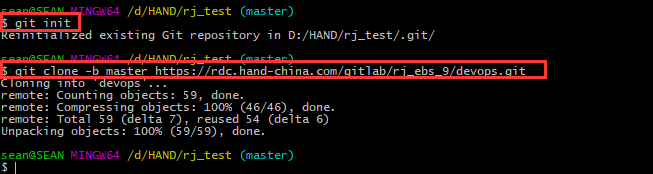 sean@SEAN MINGW64 /d/HAND/rj_test (master)
$ git init
Reinitialized existing Git repository in D:/HAND/rj_test/.git/
sean@SEAN MINGW64 /d/HAND/rj_test (master)
$ git clone -b master https://rdc.hand-china.com/gitlab/rj_ebs_9/devops.git
Cloning into 'devops'...
remote: Counting objects: 59, done.
remote: Compressing objects: 100% (46/46), done.
remote: Total 59 (delta 7), reused 54 (delta 6)
Unpacking objects: 100% (59/59), done.
sean@SEAN MINGW64 /d/HAND/rj_test (master)
$